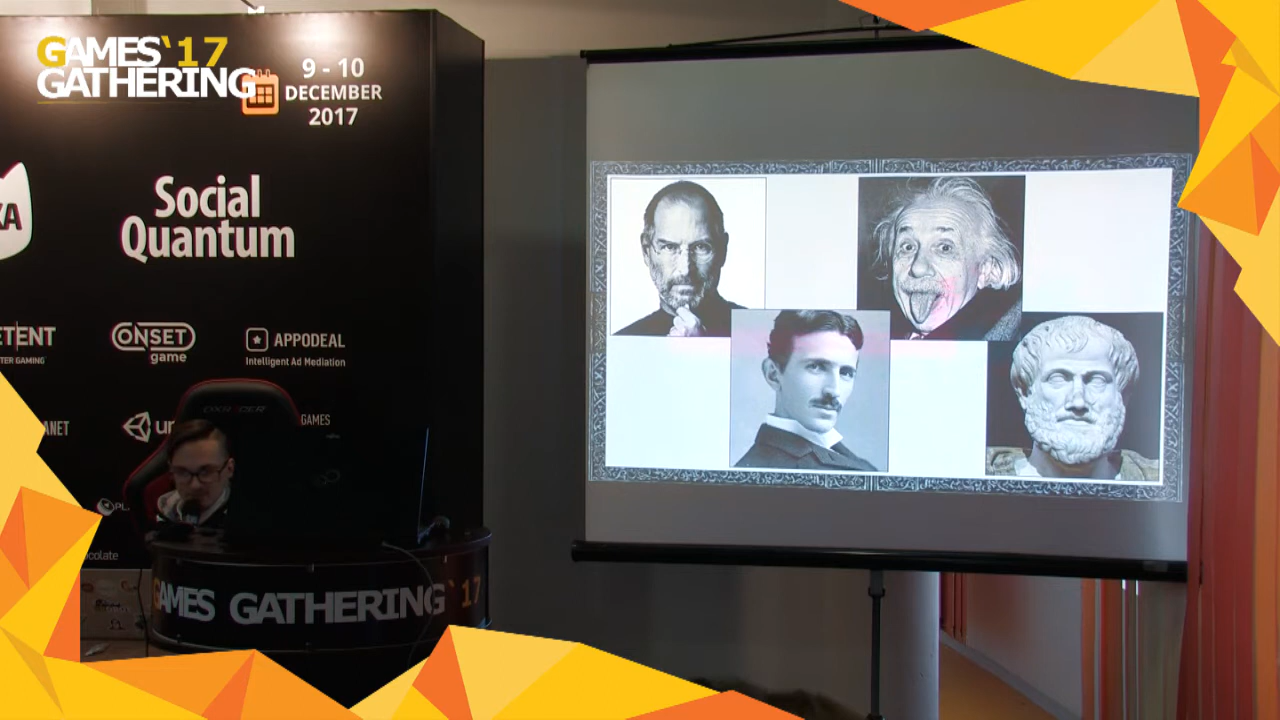 GAMES'17
GATHERING
9 - 10
DECEMBER
2017
Social
Quantum
ONSET
game
APPODEAL
Intelligent Ad Mediation
GAMES
GAMES GATHERING'17